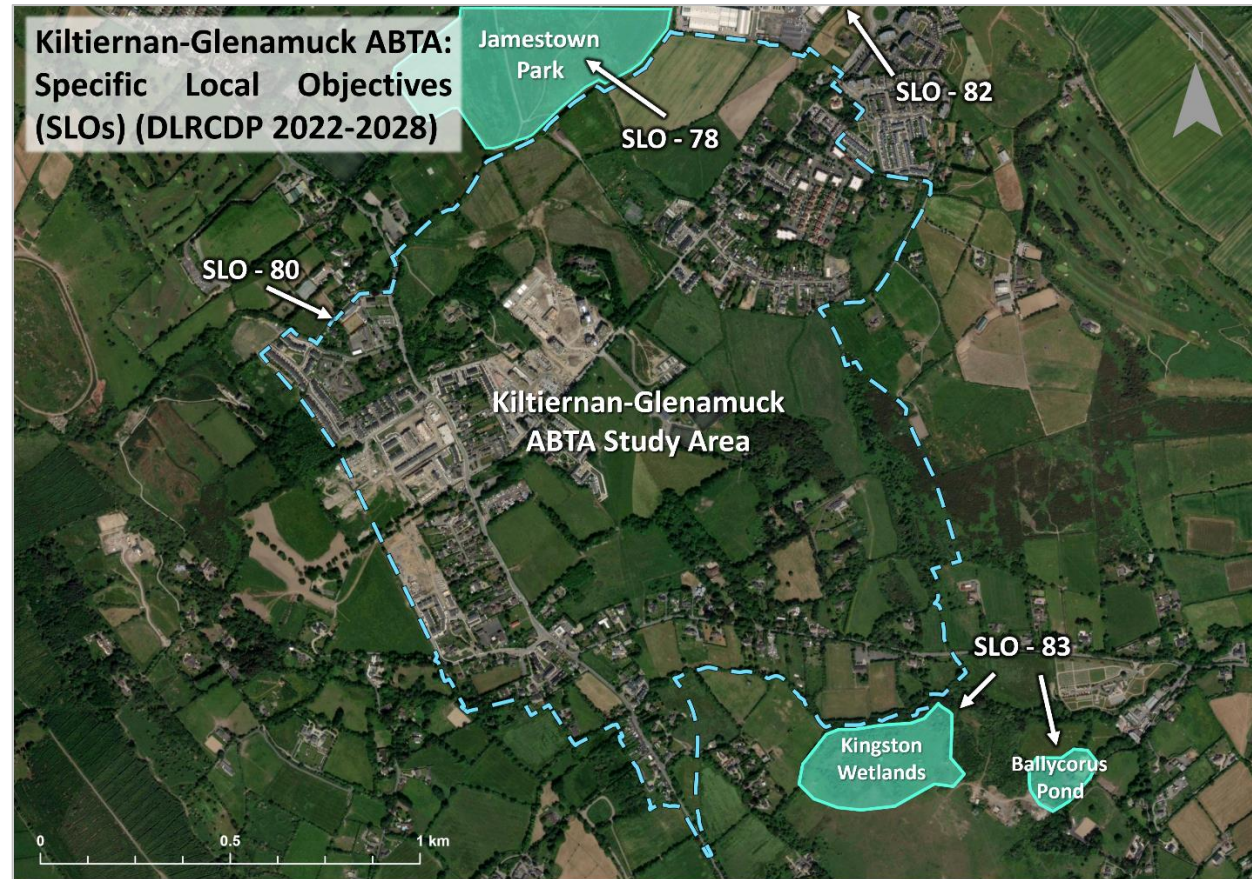 Kiltiernan-Glenamuck ABTA:
Specific Local Objectives
(SLOs) (DLRCDP 2022-2028)
Jamestown
Park
SLO - 82
N
SLO - 78
SLO - 80
Kiltiernan-Glenamuck
ABTA Study Area
SLO - 83
Kingston
Wetlands
Ballycorus
Pond
0 0.5 1 km